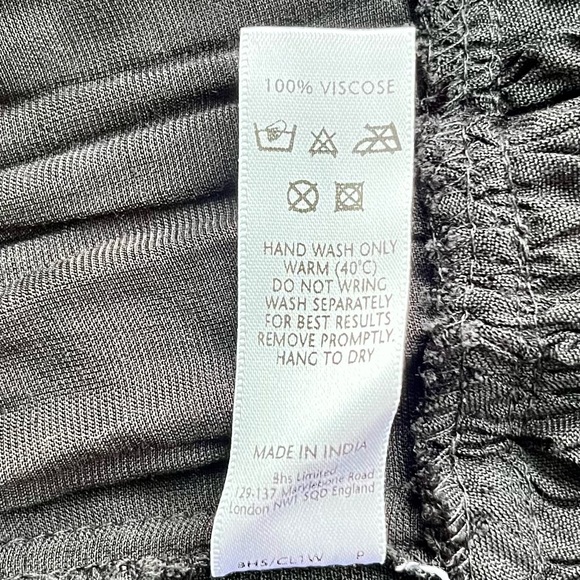 100% VISCOSE
HAND WASH ONLY
WARM (40°C)
DO NOT WRING
WASH SEPARATELY
FOR BEST RESULTS
REMOVE PROMPTLY.
HANG TO DRY
MADE IN INDIA
Bhs Limited
129-137 Marylebone Road
London NW1 5QD England
BHS/CL1W P